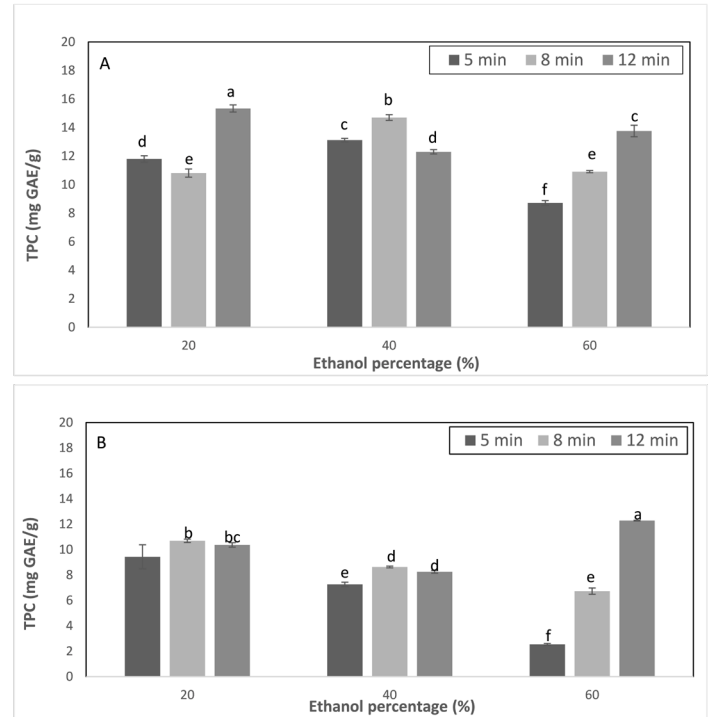 20
18
16
14
12
10
8
6
4
2
0
TPC (mg GAE/g)
A
5 min 8 min 12 min
d e a
c b d
f e c
20 40 60
Ethanol percentage (%)
20
18
16
14
12
10
8
6
4
2
0
TPC (mg GAE/g)
B
5 min 8 min 12 min
b bc
e d d
f e a
20 40 60
Ethanol percentage (%)